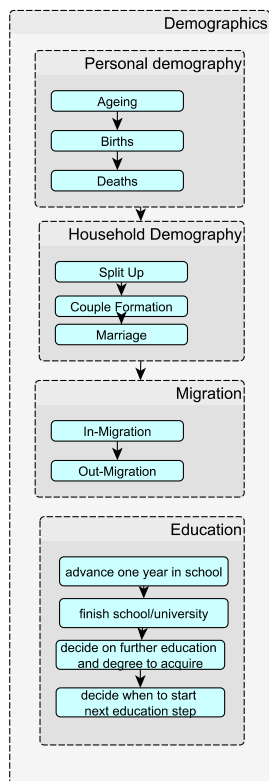 Demographics
Personal demography
Ageing
Births
Deaths
Household Demography
Split Up
Couple Formation
Marriage
Migration
In-Migration
Out-Migration
Education
advance one year in school
finish school/university
decide on further education
and degree to acquire
decide when to start
next education step